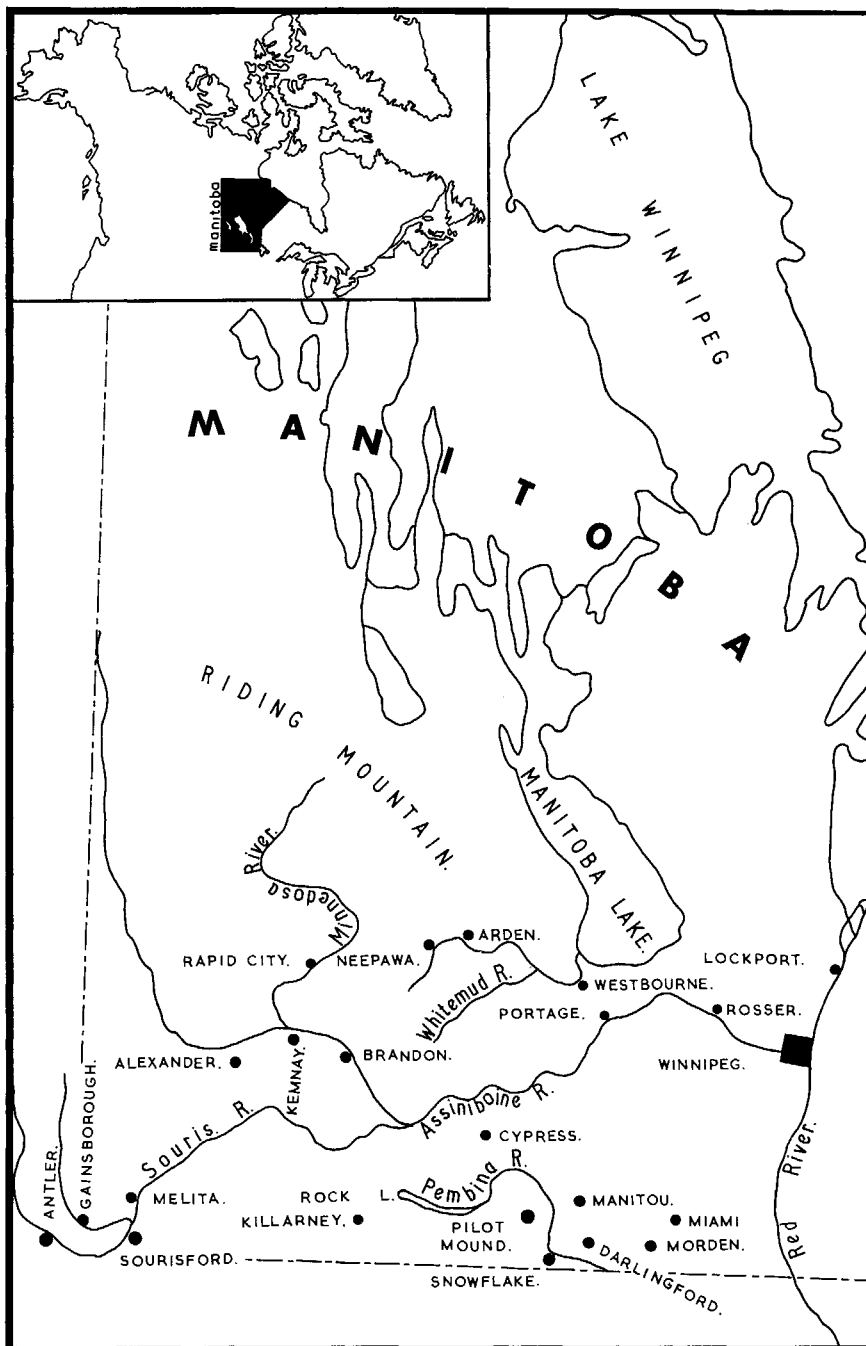 manitoba
LAKE WINNIPEG
MANITOBA
RIDING
MOUNTAIN.
MANITOBA LAKE.
Minnedosa River.
ARDEN.
RAPID CITY.
NEEPAWA.
LOCKPORT.
WESTBOURNE.
Whitemud R.
PORTAGE.
ROSSER.
ALEXANDER.
KEMNAY.
BRANDON.
WINNIPEG.
Assiniboine R.
Souris R.
CYPRESS.
ANTLER.
GAINSBOROUGH.
MELITA.
ROCK L.
Pembina R.
MANITOU.
Red River.
KILLARNEY.
PILOT
MOUND.
MIAMI
MORDEN.
SOURISFORD.
SNOWFLAKE.
DARLINGFORD.